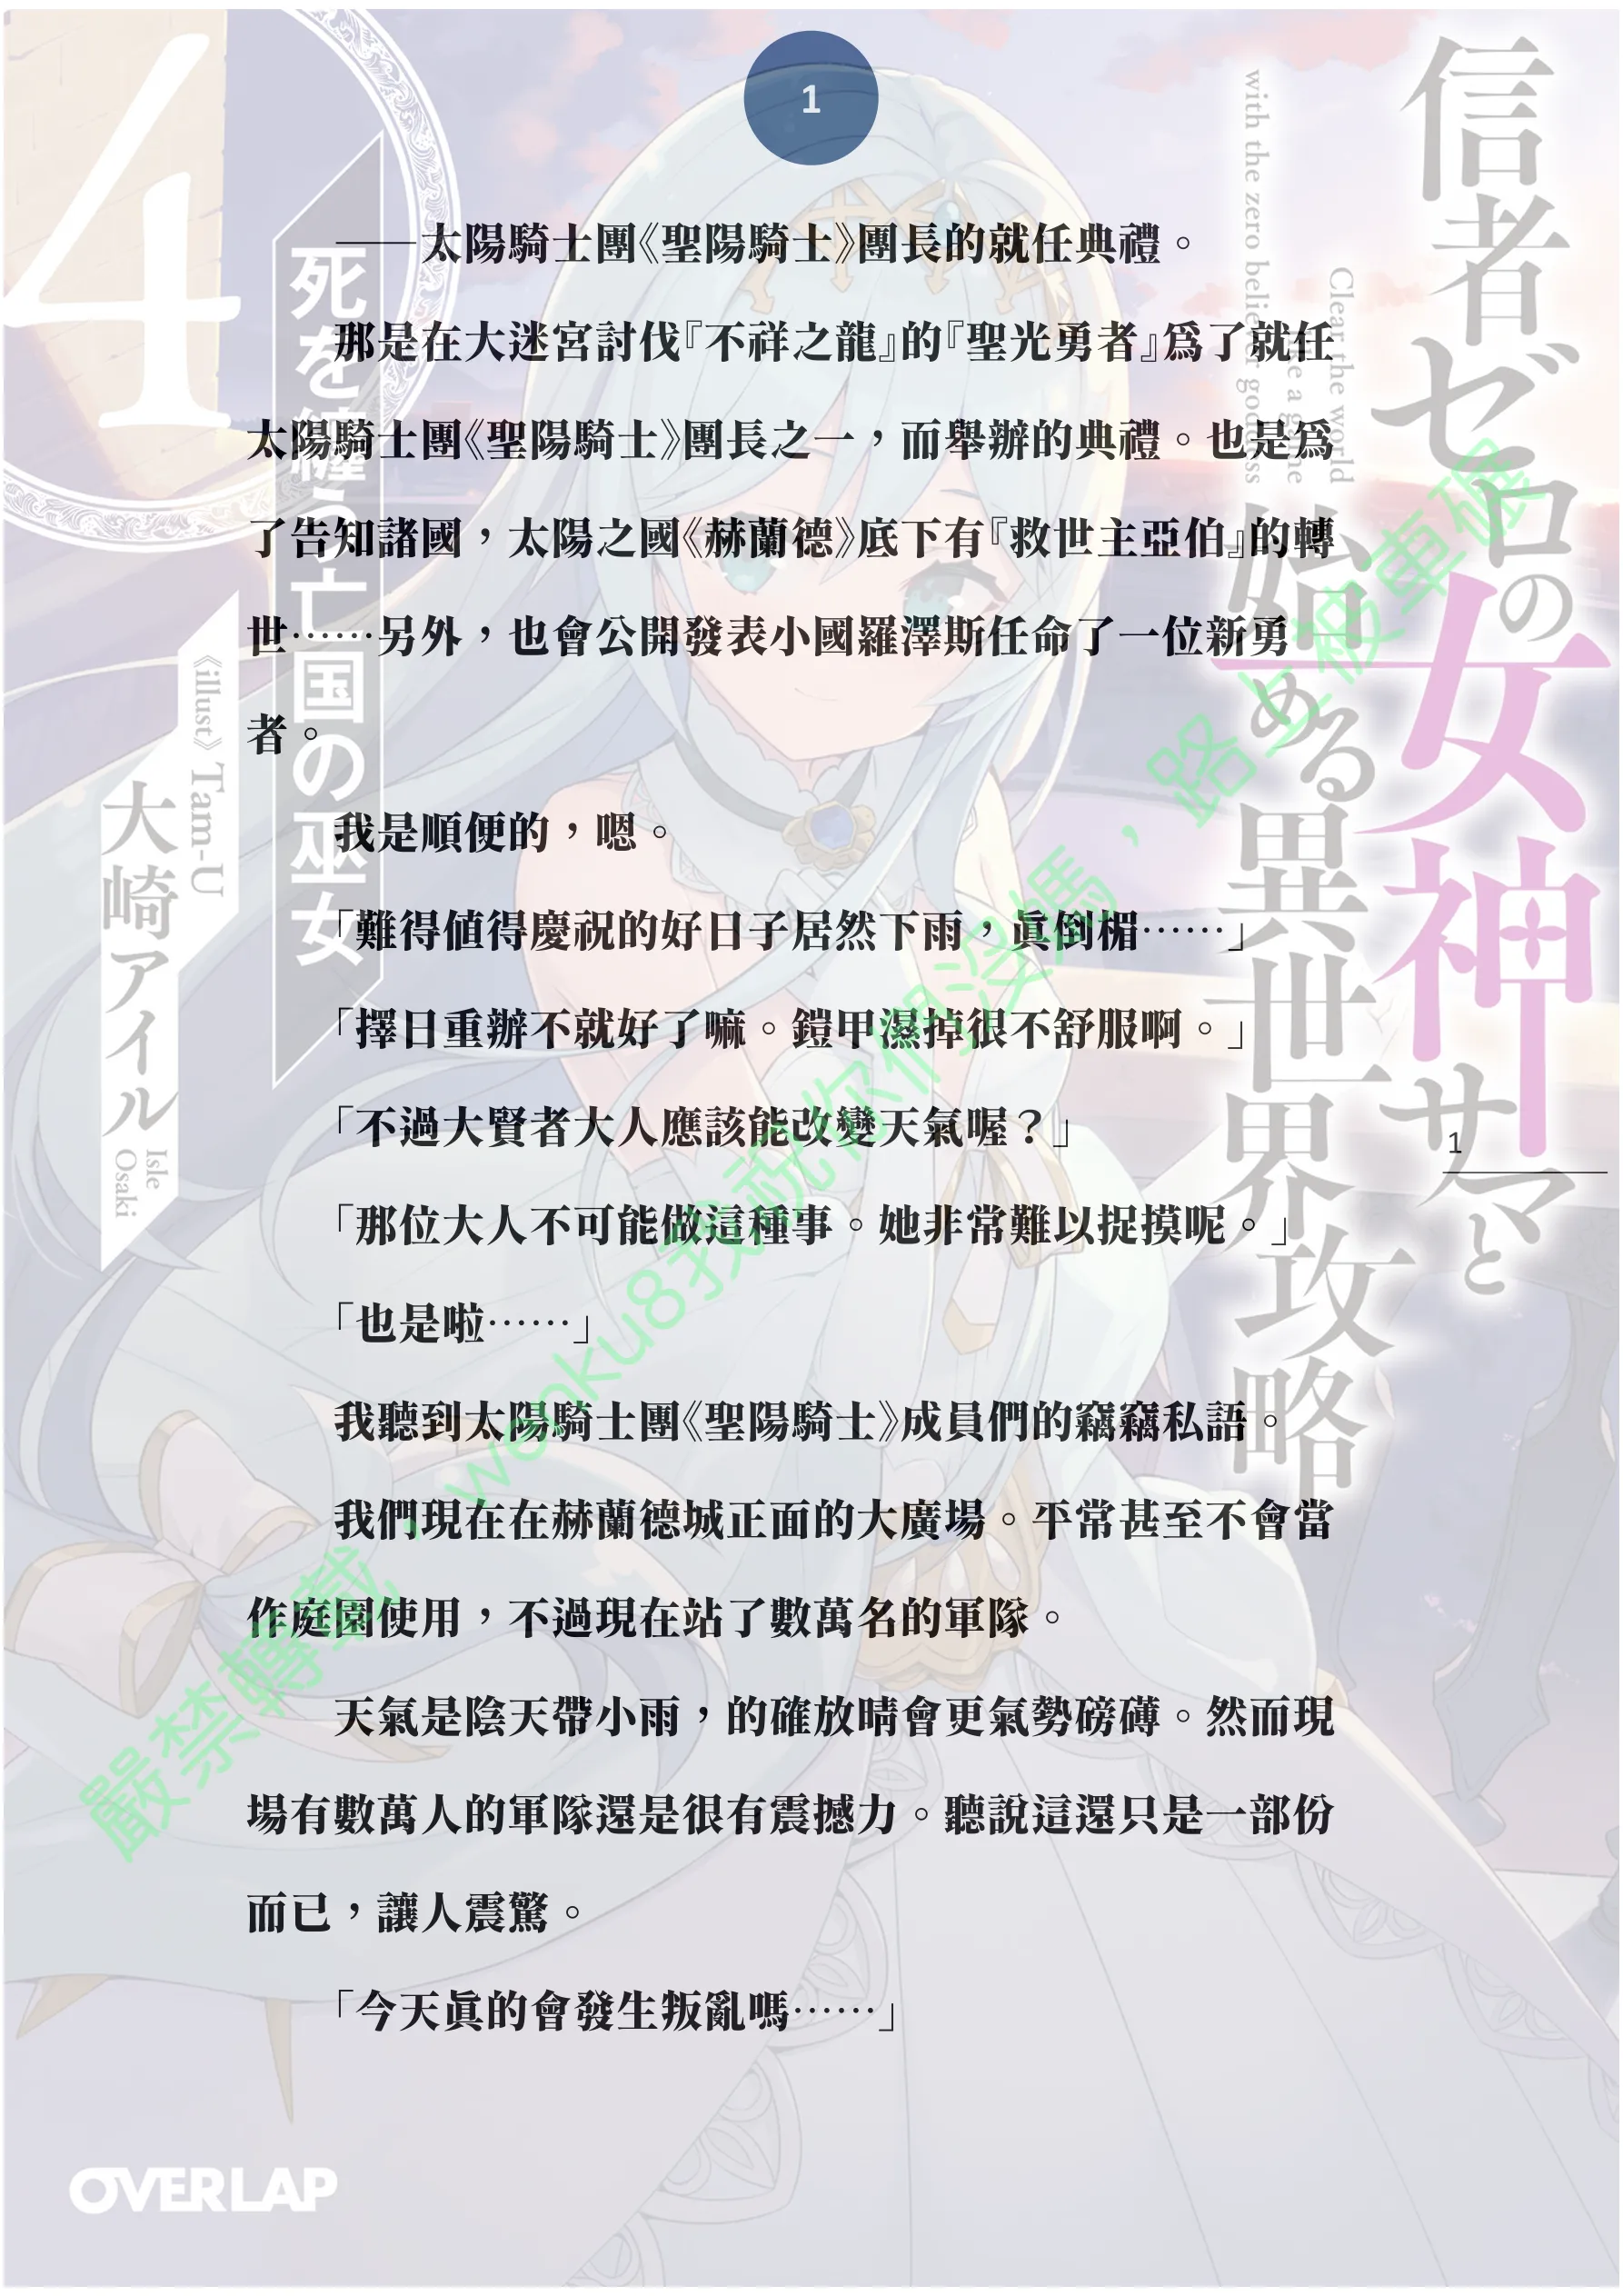 1
——太陽騎士團《聖陽騎士》團長的就任典禮。
那是在大迷宮討伐『不祥之龍』的『聖光勇者』爲了就任
太陽騎士團《聖陽騎士》團長之一，而舉辦的典禮。也是爲
了告知諸國，太陽之國《赫蘭德》底下有『救世主亞伯』的轉
世……另外，也會公開發表小國羅澤斯任命了一位新勇
者。
我是順便的，嗯。
「難得値得慶祝的好日子居然下雨，眞倒楣……」
「擇日重辦不就好了嘛。鎧甲濕掉很不舒服啊。」
「不過大賢者大人應該能改變天氣喔？」
「那位大人不可能做這種事。她非常難以捉摸呢。」
「也是啦……」
我聽到太陽騎士團《聖陽騎士》成員們的竊竊私語。
我們現在在赫蘭德城正面的大廣場。平常甚至不會當
作庭園使用，不過現在站了數萬名的軍隊。
天氣是陰天帶小雨，的確放晴會更氣勢磅礴。然而現
場有數萬人的軍隊還是很有震撼力。聽說這還只是一部份
而已，讓人震驚。
「今天眞的會發生叛亂嗎……」
1
信者ゼロの女神サマと
始める異世界攻略
Clear the world
like a game
with the zero believer goddess
4
死を纏う亡国の巫女
《illust》Tam-U
大崎アイル
Isle
Osaki
OVERLAP
嚴禁轉載，wenku8我祝你們沒媽，路上被車碾